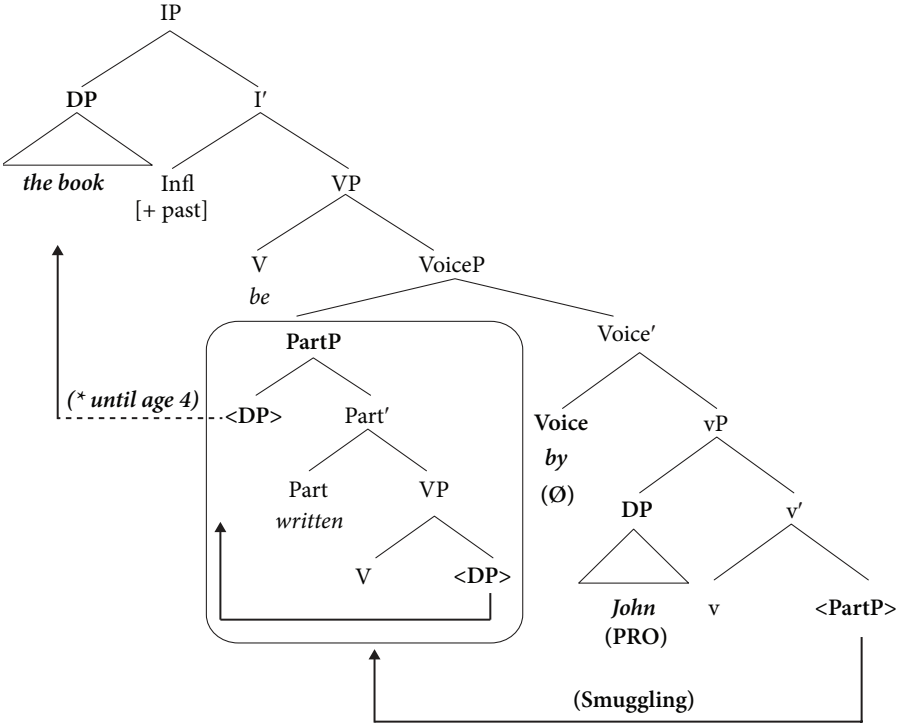 IP
DP I′
the book Infl VP
[+ past]
V VoiceP
be
PartP Voice′
(* until age 4) <DP> Part′ Voice vP
by
Part VP (Ø) DP v′
written
V <DP>
John v <PartP>
(PRO)
(Smuggling)